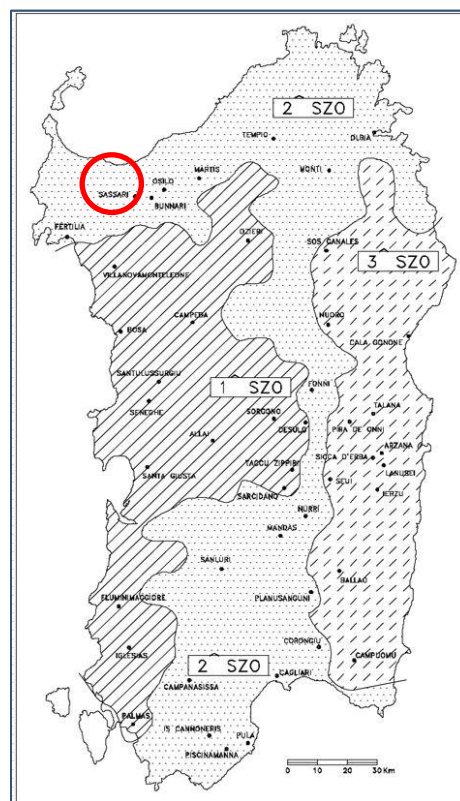 2^ SZO
TEMPIO
OLBIA
MARTIS
MONTI
OSILO
SASSARI
BUNNARI
FERTILIA
OZIERI
SOS CANALES
3^ SZO
VILLANOVAMONTELEONE
CAMPEDA
NUORO
BOSA
CALA GONONE
SANTULUSSURGIU
1^ SZO
FONNI
SENEGHE
SORGONO
TALANA
DESULO
PIRA DE ONNI
ALLAI
ARZANA
SICCA D'ERBA
SANTA GIUSTA
TACCU ZIPPIRI
LANUSEI
SEUI
SARCIDANO
JERZU
NURRI
MANDAS
SANLURI
BALLAO
FLUMINIMAGGIORE
PLANUSANGUNI
IGLESIAS
CORONGIU
2^ SZO
CAMPUOMU
CAGLIARI
CAMPANASISSA
PALMAS
IS CANNONERIS
PULA
PISCINAMANNA
0 10 20 30 Km